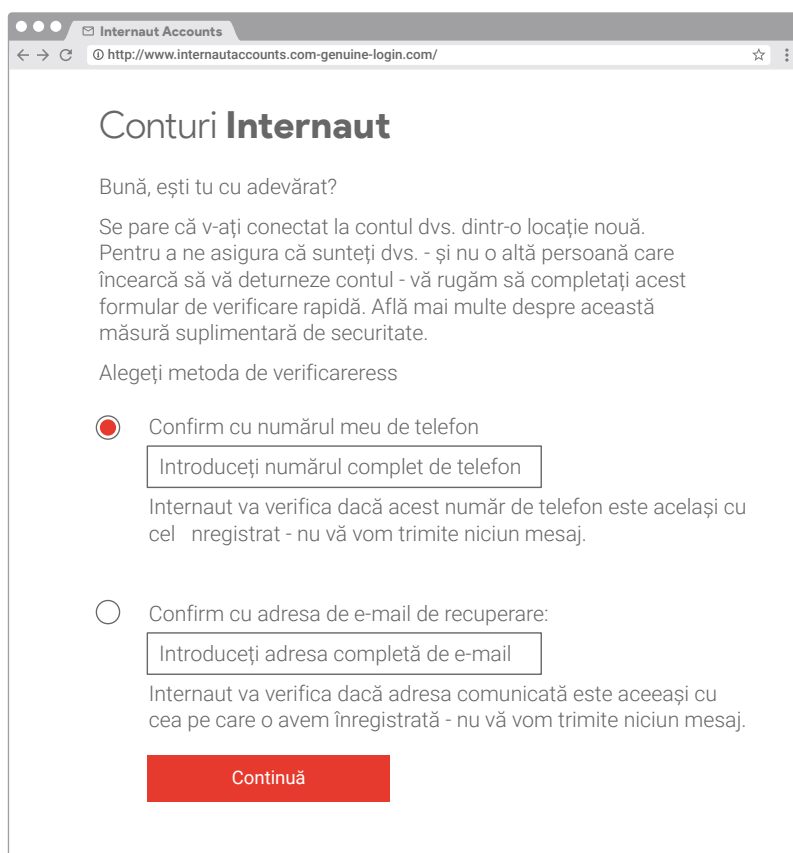 Internaut Accounts
http://www.internautaccounts.com-genuine-login.com/
Conturi Internaut
Bună, ești tu cu adevărat?
Se pare că v-ați conectat la contul dvs. dintr-o locație nouă.
Pentru a ne asigura că sunteți dvs. - și nu o altă persoană care
încearcă să vă deturneze contul - vă rugăm să completați acest
formular de verificare rapidă. Află mai multe despre această
măsură suplimentară de securitate.
Alegeți metoda de verificareress
Confirm cu numărul meu de telefon
Introduceți numărul complet de telefon
Internaut va verifica dacă acest număr de telefon este același cu
cel nregistrat - nu vă vom trimite niciun mesaj.
Confirm cu adresa de e-mail de recuperare:
Introduceți adresa completă de e-mail
Internaut va verifica dacă adresa comunicată este aceeași cu
cea pe care o avem înregistrată - nu vă vom trimite niciun mesaj.
Continuă